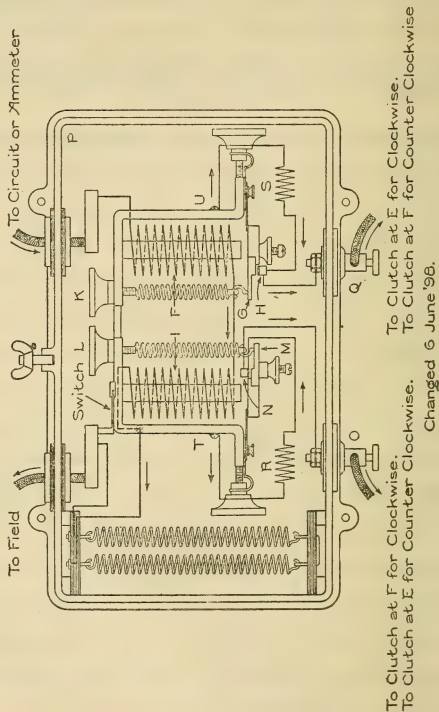 To Field
To Circuit or Ammeter
Switch L
K
P
I
F
U
T
S
G
H
M
N
R
Q
O
To Clutch at F for Clockwise.
To Clutch at E for Counter Clockwise.
To Clutch at E for Clockwise.
To Clutch at F for Counter Clockwise
Changed 6 June '98.